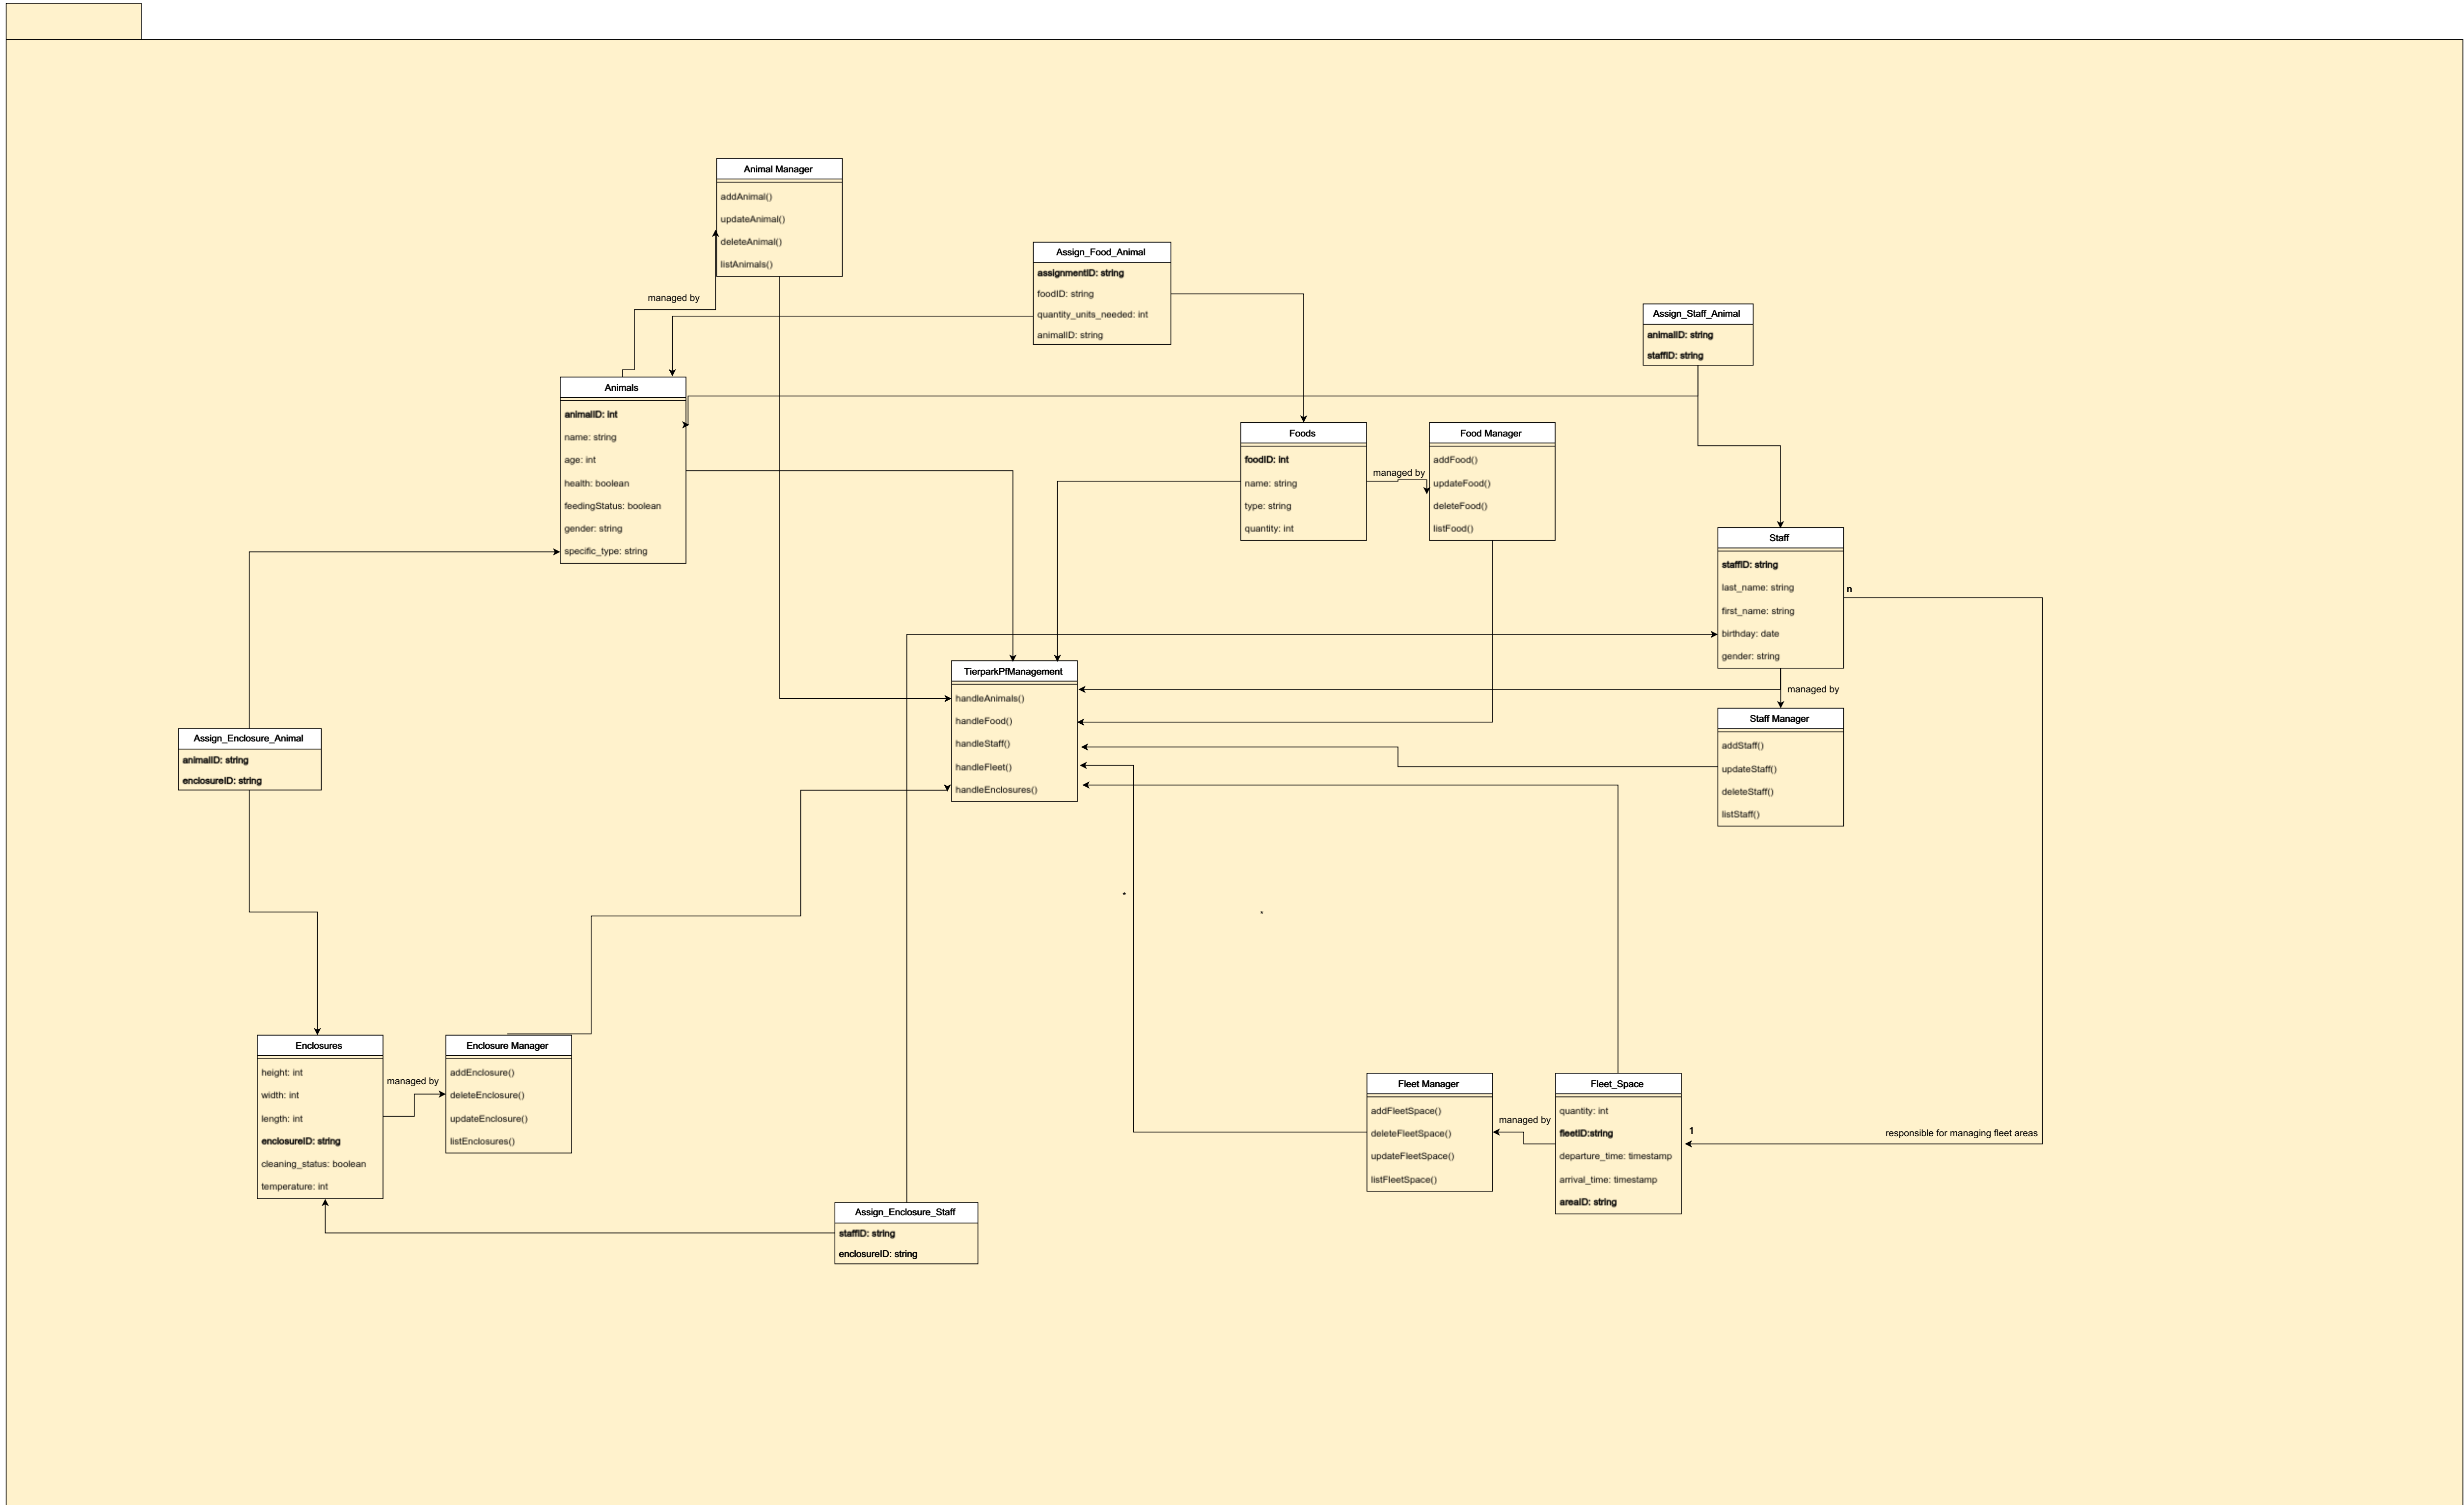 Animal Manager
addAnimal()
updateAnimal()
deleteAnimal()
listAnimals()
managed by
Assign_Food_Animal
assignmentID: string
foodID: string
quantity_units_needed: int
animalID: string
Assign_Staff_Animal
animalID: string
staffID: string
Animals
animalID: int
name: string
age: int
health: boolean
feedingStatus: boolean
gender: string
specific_type: string
Foods
foodID: int
name: string
type: string
quantity: int
managed by
Food Manager
addFood()
updateFood()
deleteFood()
listFood()
Staff
staffID: string
last_name: string
first_name: string
birthday: date
gender: string
n
managed by
TierparkPfManagement
handleAnimals()
handleFood()
handleStaff()
handleFleet()
handleEnclosures()
Staff Manager
addStaff()
updateStaff()
deleteStaff()
listStaff()
Assign_Enclosure_Animal
animalID: string
enclosureID: string
Enclosures
height: int
width: int
length: int
enclosureID: string
cleaning_status: boolean
temperature: int
managed by
Enclosure Manager
addEnclosure()
deleteEnclosure()
updateEnclosure()
listEnclosures()
Fleet Manager
addFleetSpace()
deleteFleetSpace()
updateFleetSpace()
listFleetSpace()
managed by
Fleet_Space
quantity: int
fleetID:string
departure_time: timestamp
arrival_time: timestamp
areaID: string
1
responsible for managing fleet areas
Assign_Enclosure_Staff
staffID: string
enclosureID: string